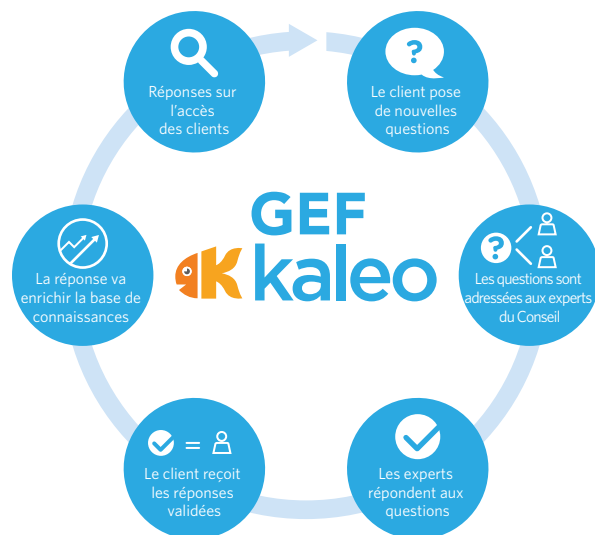 Réponses sur
l'accès
des clients
?
Le client pose
de nouvelles
questions
GEF
kaleo
?
Les questions sont
adressées aux experts
du Conseil
La réponse va
enrichir la base de
connaissances
=
Le client reçoit
les réponses
validées
Les experts
répondent aux
questions